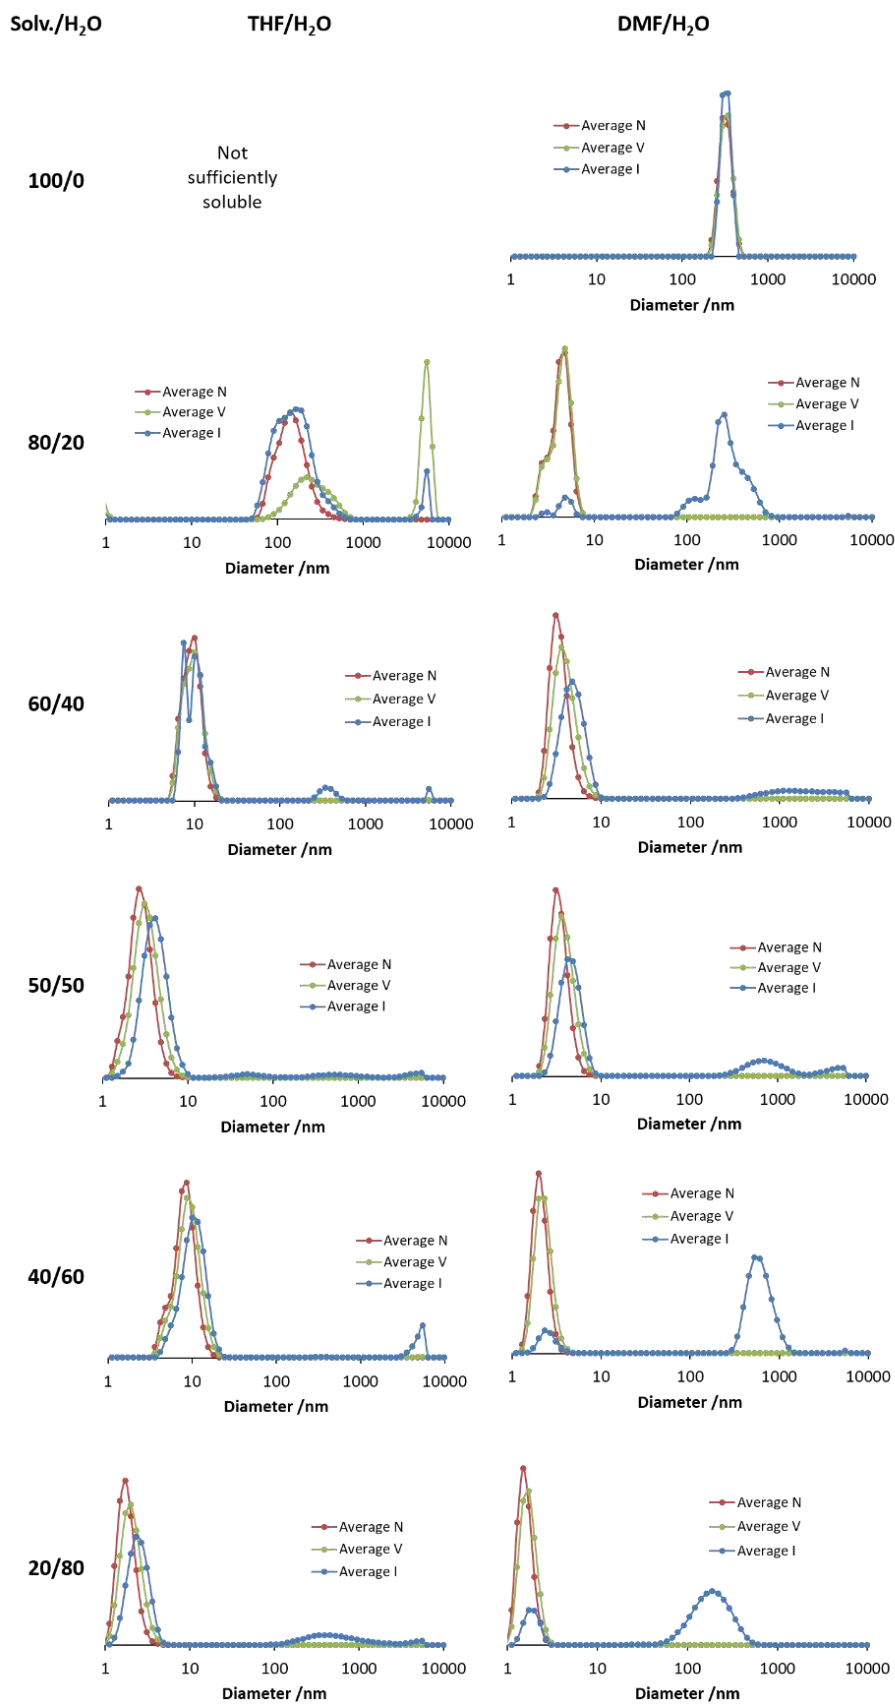 Solv./H₂O THF/H₂O DMF/H₂O
100/0
Not
sufficiently
soluble
Average N
Average V
Average I
1 10 100 1000 10000
Diameter /nm
80/20
Average N
Average V
Average I
1 10 100 1000 10000
Diameter /nm
Average N
Average V
Average I
1 10 100 1000 10000
Diameter /nm
60/40
Average N
Average V
Average I
1 10 100 1000 10000
Diameter /nm
Average N
Average V
Average I
1 10 100 1000 10000
Diameter /nm
50/50
Average N
Average V
Average I
1 10 100 1000 10000
Diameter /nm
Average N
Average V
Average I
1 10 100 1000 10000
Diameter /nm
40/60
Average N
Average V
Average I
1 10 100 1000 10000
Diameter /nm
Average N
Average V
Average I
1 10 100 1000 10000
Diameter /nm
20/80
Average N
Average V
Average I
1 10 100 1000 10000
Diameter /nm
Average N
Average V
Average I
1 10 100 1000 10000
Diameter /nm